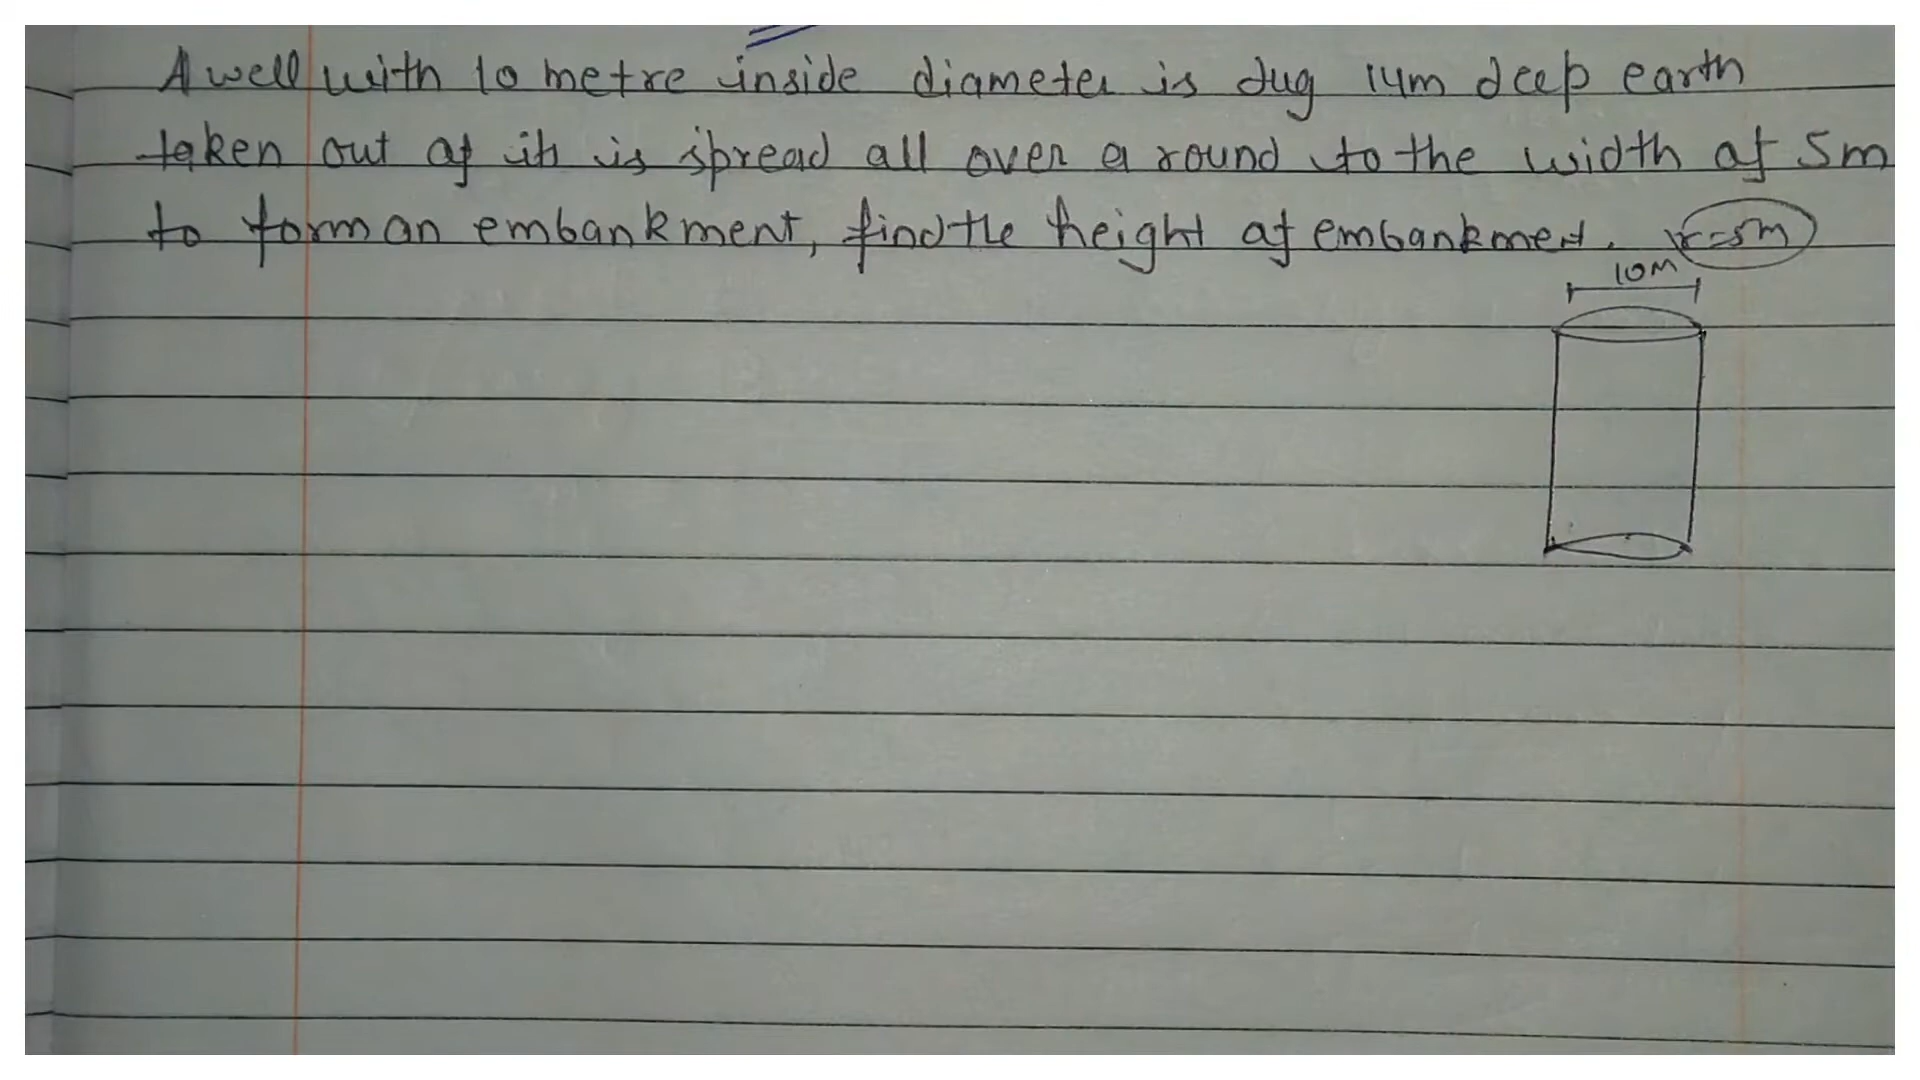 A well with 10 metre inside diameter is dug 14m deep earth
taken out of it is spread all over a round to the width of 5m
to form an embankment, find the height of embankment. r=5m
10M